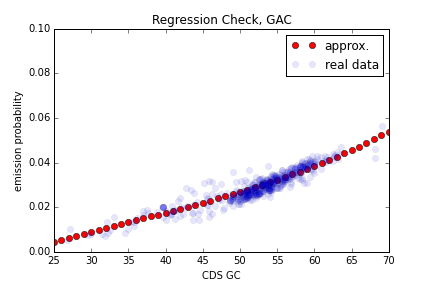 Regression Check, GAC
0.10
0.08
0.06
0.04
0.02
0.00
emission probability
approx.
real data
25 30 35 40 45 50 55 60 65 70
CDS GC